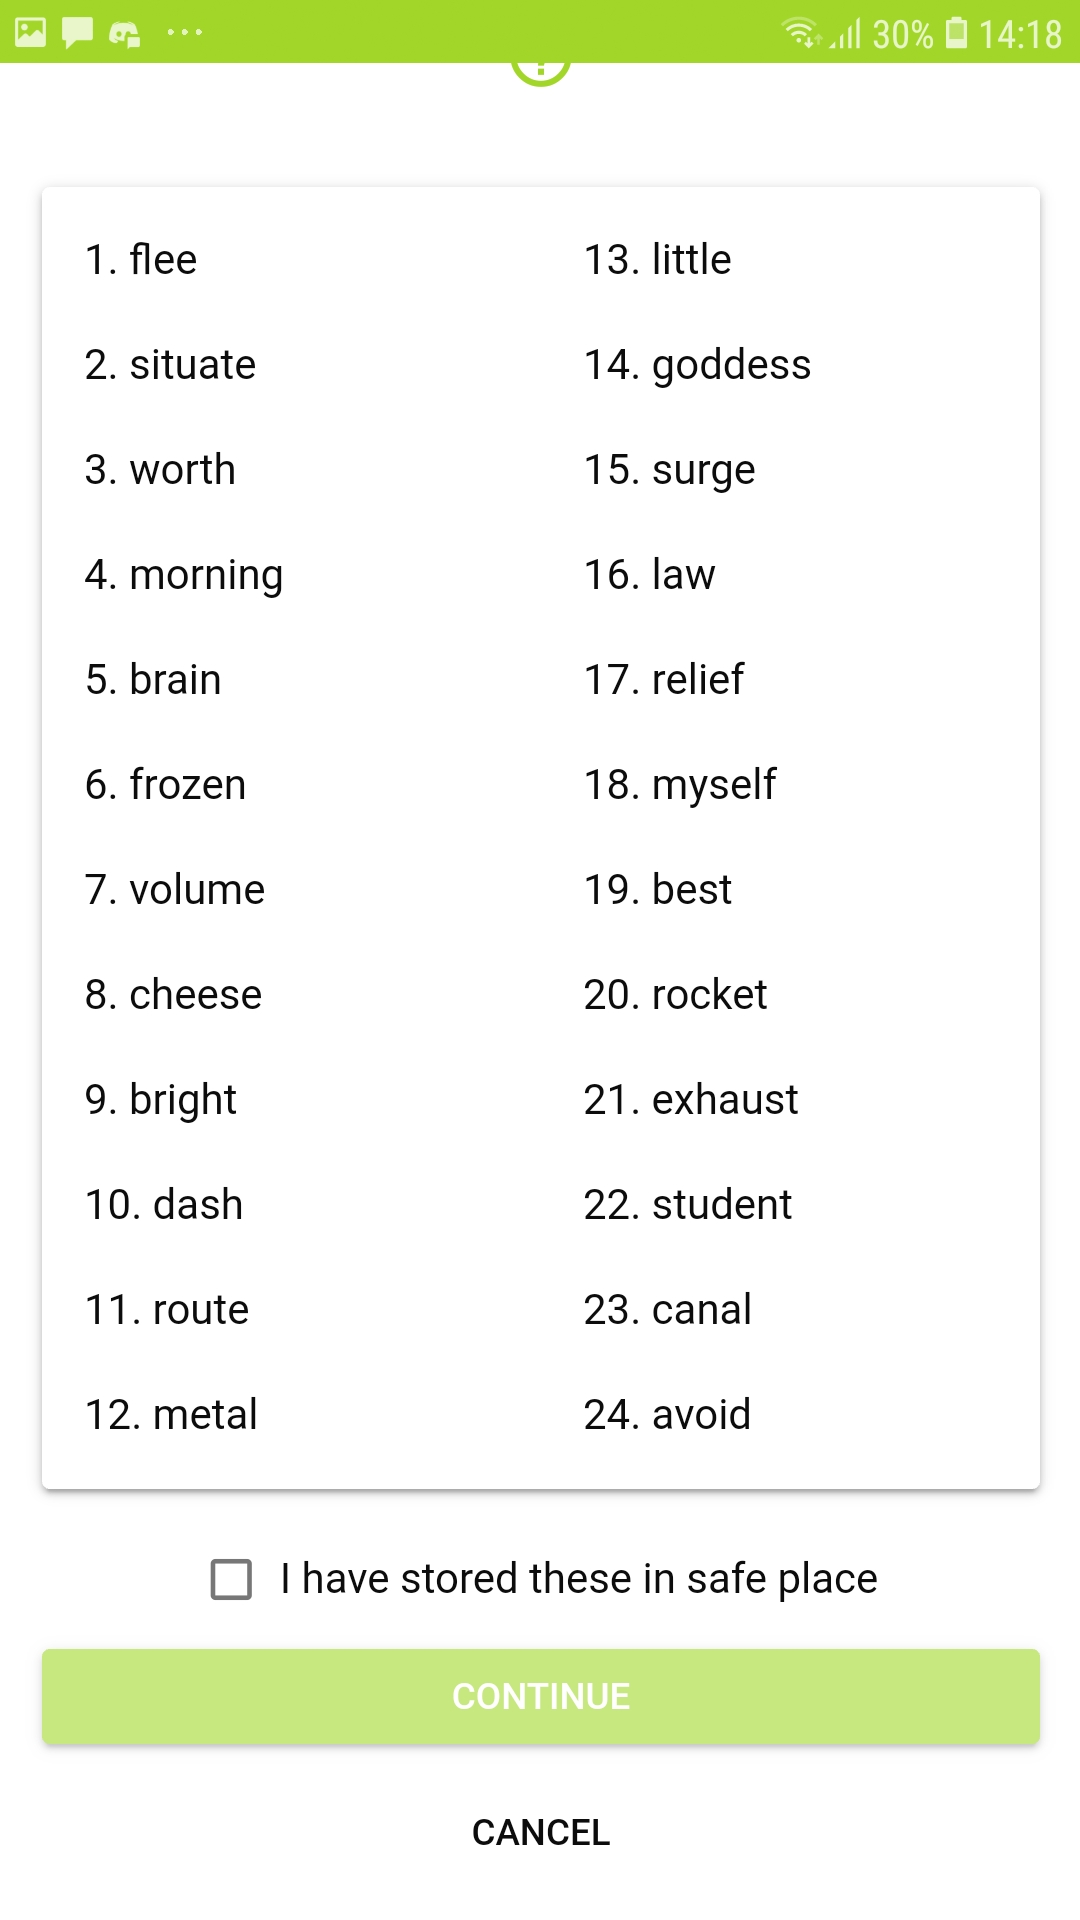 30% 14:18
1. flee
2. situate
3. worth
4. morning
5. brain
6. frozen
7. volume
8. cheese
9. bright
10. dash
11. route
12. metal
13. little
14. goddess
15. surge
16. law
17. relief
18. myself
19. best
20. rocket
21. exhaust
22. student
23. canal
24. avoid
I have stored these in safe place
CONTINUE
CANCEL